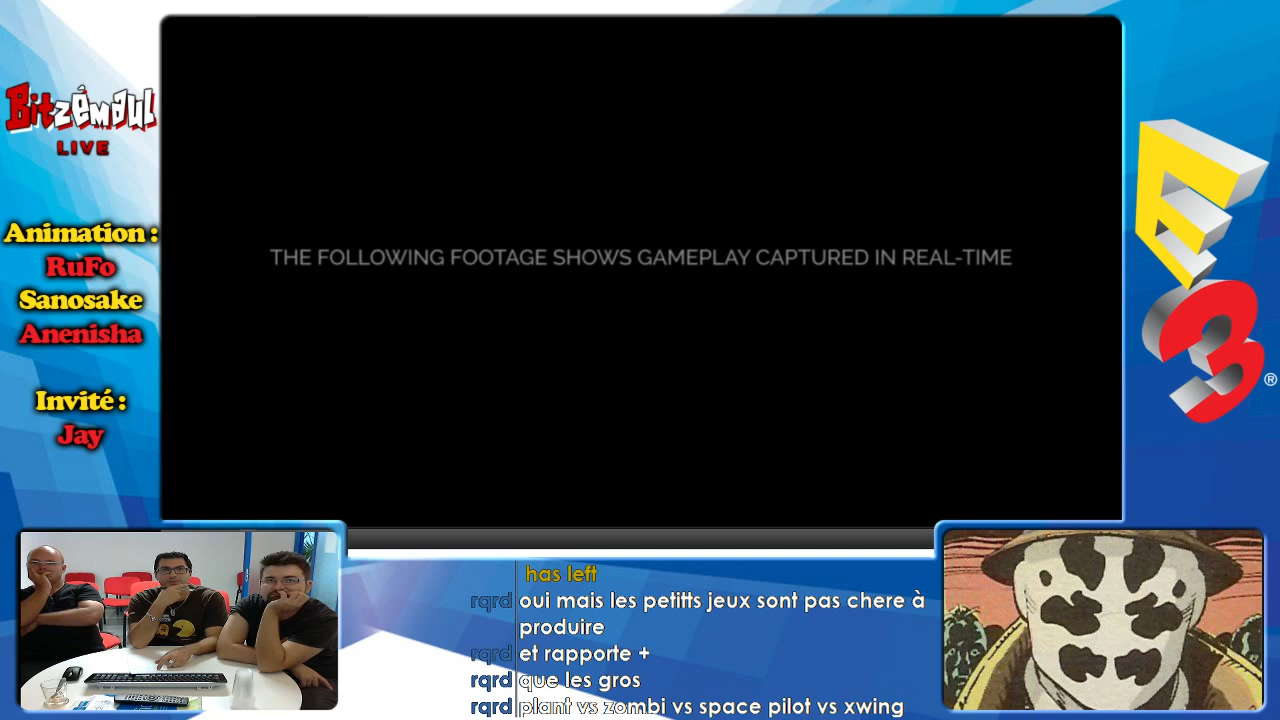 Bitzémaul
LIVE
Animation :
RuFo
Sanosake
Anenisha
Invité :
Jay
THE FOLLOWING FOOTAGE SHOWS GAMEPLAY CAPTURED IN REAL-TIME
E3®
has left
rqrd oui mais les petitts jeux sont pas chere à
produire
rqrd et rapporte +
rqrd que les gros
rqrd plant vs zombi vs space pilot vs xwing